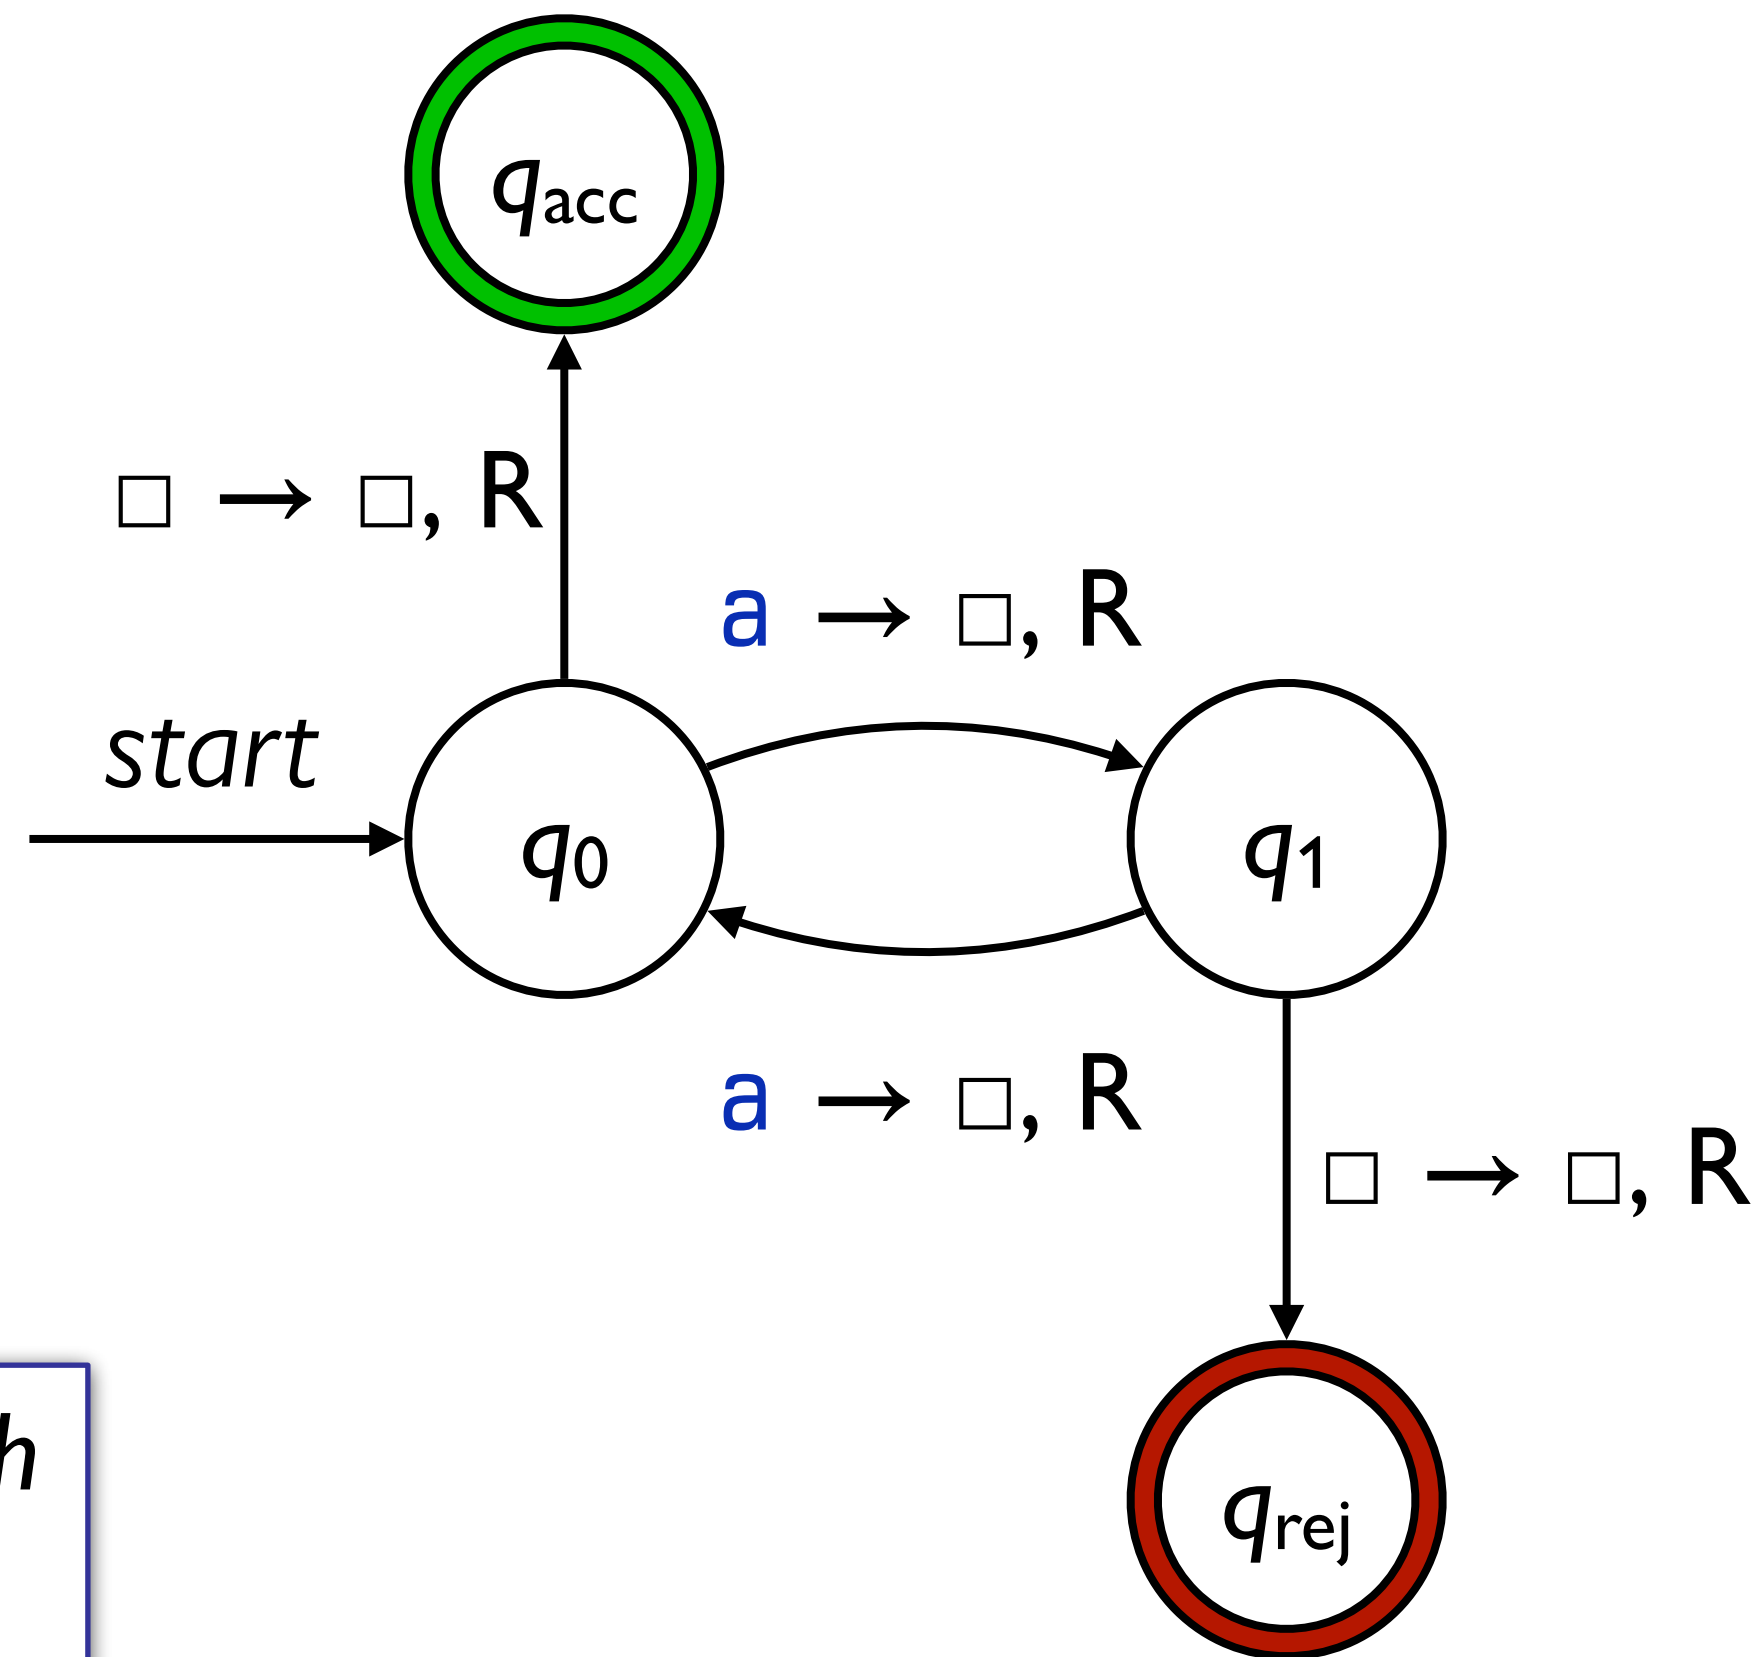 qacc
□ → □, R
a → □, R
start
q0
q1
a → □, R
□ → □, R
h
qrej